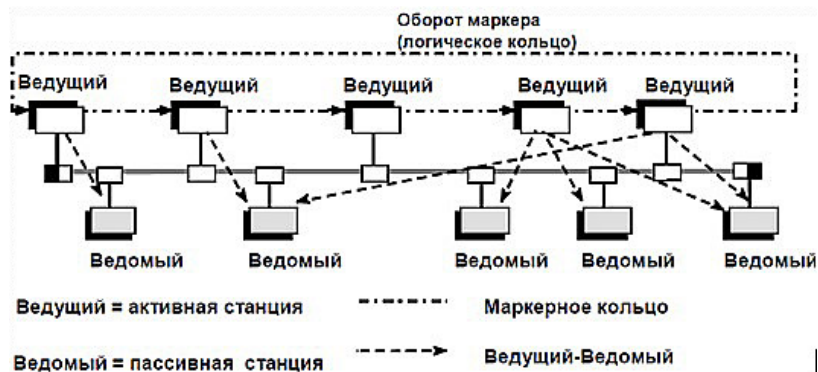 Оборот маркера
(логическое кольцо)
Ведущий Ведущий Ведущий Ведущий Ведущий
Ведомый Ведомый Ведомый Ведомый Ведомый
Ведущий = активная станция Маркерное кольцо
Ведомый = пассивная станция Ведущий-Ведомый